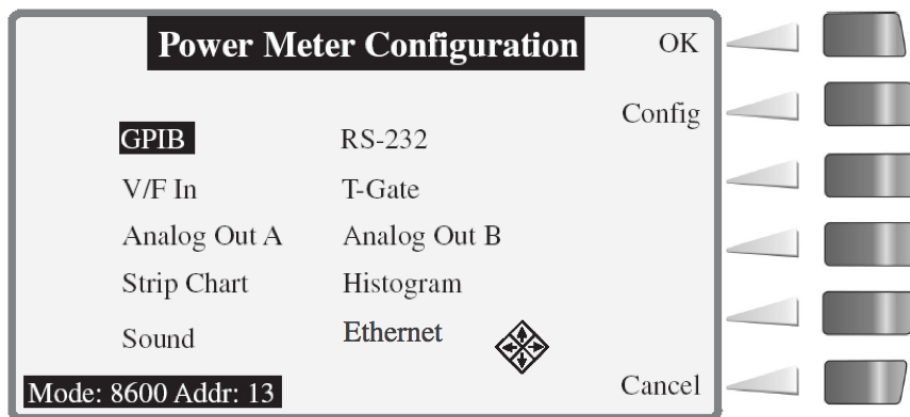 Power Meter Configuration
OK
Config
GPIB RS-232
V/F In T-Gate
Analog Out A Analog Out B
Strip Chart Histogram
Sound Ethernet
Mode: 8600 Addr: 13
Cancel